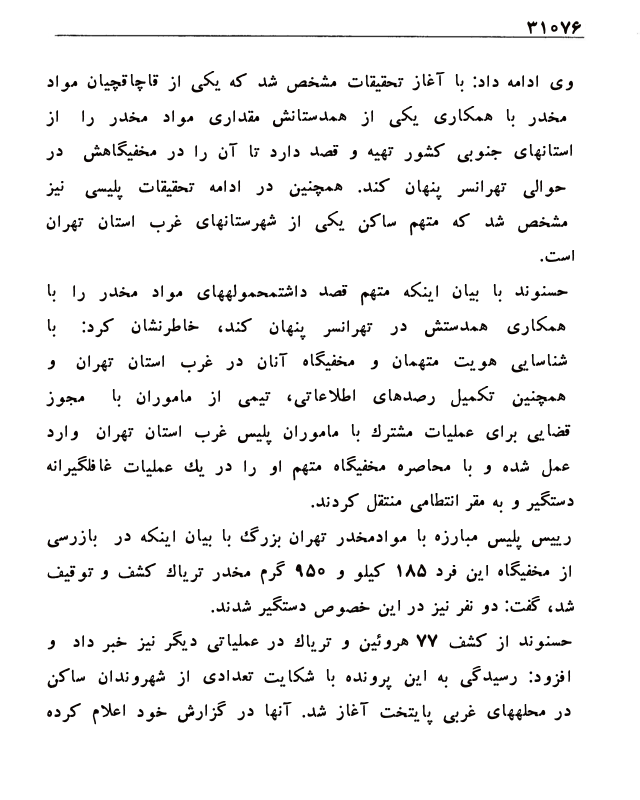 ۳۱۰۷۶
وی ادامه داد: با آغاز تحقیقات مشخص شد که یکی از قاچاقچیان مواد
مخدر با همکاری یکی از همدستانش مقداری مواد مخدر را از
استانهای جنوبی کشور تهیه و قصد دارد تا آن را در مخفیگاهش در
حوالی تهرانسر پنهان کند. همچنین در ادامه تحقیقات پلیسی نیز
مشخص شد که متهم ساکن یکی از شهرستانهای غرب استان تهران
است.
حسنوند با بیان اینکه متهم قصد داشتمحمولههای مواد مخدر را با
همکاری همدستش در تهرانسر پنهان کند، خاطرنشان کرد: با
شناسایی هویت متهمان و مخفیگاه آنان در غرب استان تهران و
همچنین تکمیل رصدهای اطلاعاتی، تیمی از ماموران با مجوز
قضایی برای عملیات مشترك با ماموران پلیس غرب استان تهران وارد
عمل شده و با محاصره مخفیگاه متهم او را در یك عملیات غافلگیرانه
دستگیر و به مقر انتطامی منتقل کردند.
رییس پلیس مبارزه با موادمخدر تهران بزرگ با بیان اینکه در بازرسی
از مخفیگاه این فرد ۱۸۵ کیلو و ۹۵۰ گرم مخدر تریاك کشف و توقیف
شد، گفت: دو نفر نیز در این خصوص دستگیر شدند.
حسنوند از کشف ۷۷ هروئین و تریاك در عملیاتی دیگر نیز خبر داد و
افزود: رسیدگی به این پرونده با شکایت تعدادی از شهروندان ساکن
در محلههای غربی پایتخت آغاز شد. آنها در گزارش خود اعلام کرده